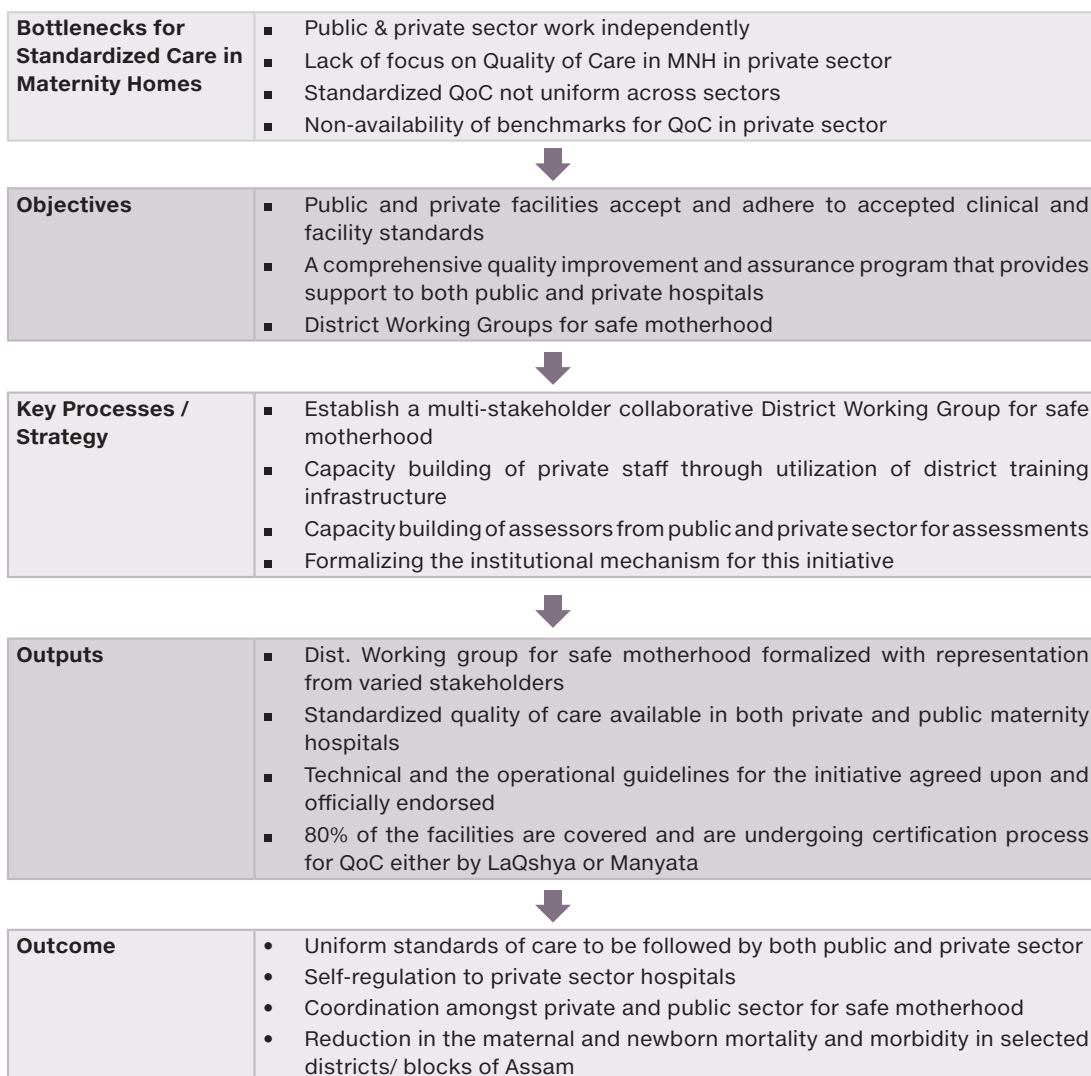 Bottlenecks for
Standardized Care in
Maternity Homes
▪ Public & private sector work independently
▪ Lack of focus on Quality of Care in MNH in private sector
▪ Standardized QoC not uniform across sectors
▪ Non-availability of benchmarks for QoC in private sector
Objectives
▪ Public and private facilities accept and adhere to accepted clinical and
facility standards
▪ A comprehensive quality improvement and assurance program that provides
support to both public and private hospitals
▪ District Working Groups for safe motherhood
Key Processes /
Strategy
▪ Establish a multi-stakeholder collaborative District Working Group for safe
motherhood
▪ Capacity building of private staff through utilization of district training
infrastructure
▪ Capacity building of assessors from public and private sector for assessments
▪ Formalizing the institutional mechanism for this initiative
Outputs
▪ Dist. Working group for safe motherhood formalized with representation
from varied stakeholders
▪ Standardized quality of care available in both private and public maternity
hospitals
▪ Technical and the operational guidelines for the initiative agreed upon and
officially endorsed
▪ 80% of the facilities are covered and are undergoing certification process
for QoC either by LaQshya or Manyata
Outcome
• Uniform standards of care to be followed by both public and private sector
• Self-regulation to private sector hospitals
• Coordination amongst private and public sector for safe motherhood
• Reduction in the maternal and newborn mortality and morbidity in selected
districts/ blocks of Assam